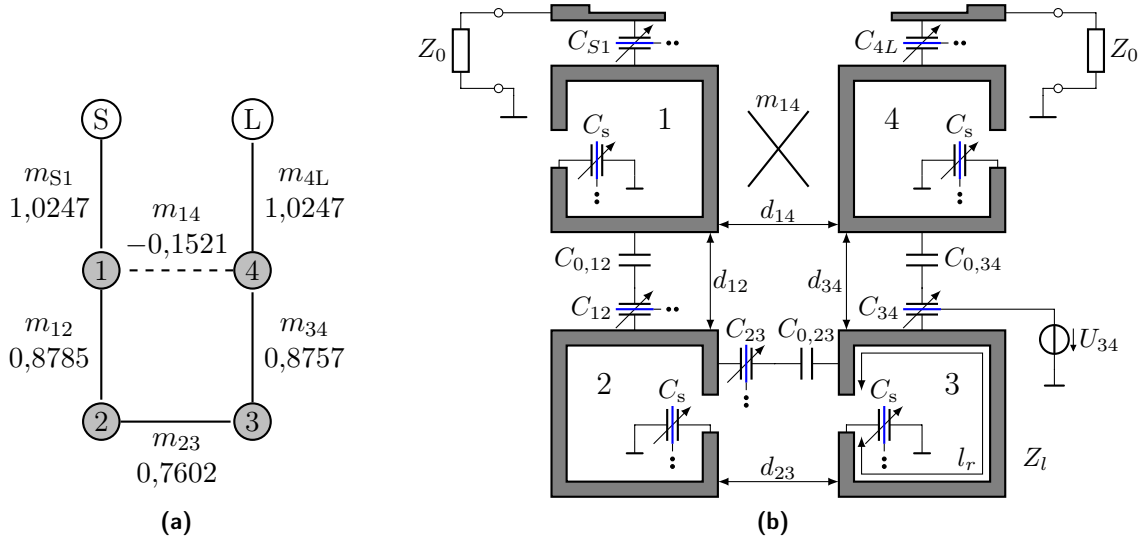 S
L
m_S1
1,0247
m_4L
1,0247
m_14
−0,1521
1
4
m_12
0,8785
m_34
0,8757
2
3
m_23
0,7602
(a)
Z_0
C_S1
C_4L
Z_0
1
m_14
4
C_s
C_s
d_14
C_0,12
C_0,34
d_12
d_34
C_12
C_34
C_23
C_0,23
U_34
2
3
C_s
C_s
l_r
Z_l
d_23
(b)